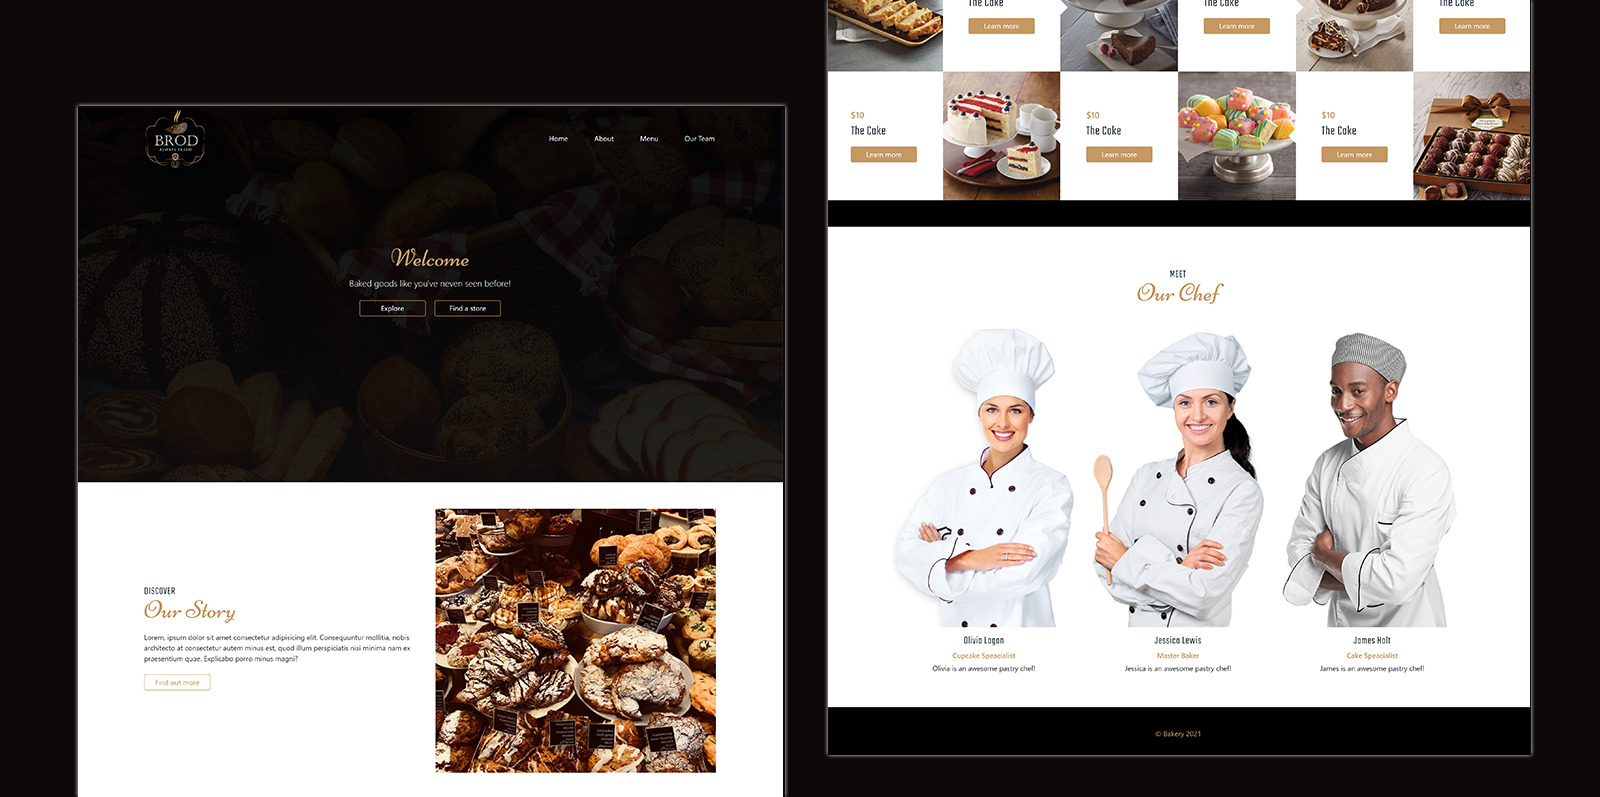 BROD
ALWAYS FRESH
Home
About
Menu
Our Team
Welcome
Baked goods like you've neven seen before!
Explore
Find a store
DISCOVER
Our Story
Lorem, ipsum dolor sit amet consectetur adipisicing elit. Consequuntur mollitia, nobis
architecto at consectetur autem minus est, quod illum perspiciatis nisi minima nam ex
praesentium quae. Explicabo porro minus magni?
Find out more
The Cake
Learn more
The Cake
Learn more
The Cake
Learn more
$10
The Cake
Learn more
$10
The Cake
Learn more
$10
The Cake
Learn more
MEET
Our Chef
Olivia Logan
Cupcake Speacialist
Olivia is an awesome pastry chef!
Jessica Lewis
Master Baker
Jessica is an awesome pastry chef!
James Holt
Cake Speacialist
James is an awesome pastry chef!
© Bakery 2021